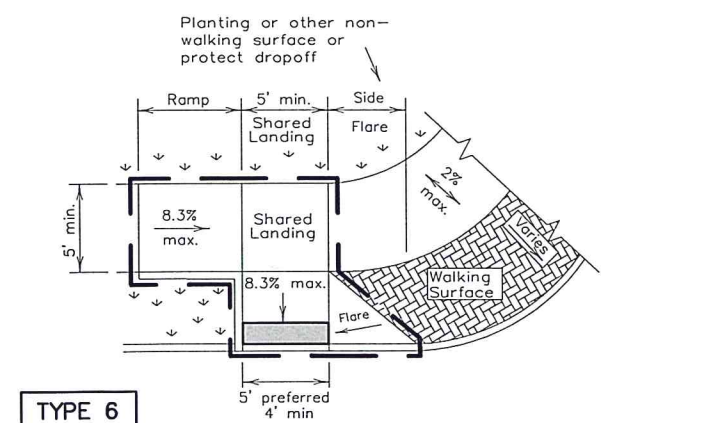 Planting or other non-
walking surface or
protect dropoff
Ramp
5' min.
Side
Shared
Landing
Flare
2%
max.
5' min.
8.3%
max.
Shared
Landing
Varies
8.3% max.
Walking
Surface
Flare
5' preferred
4' min
TYPE 6